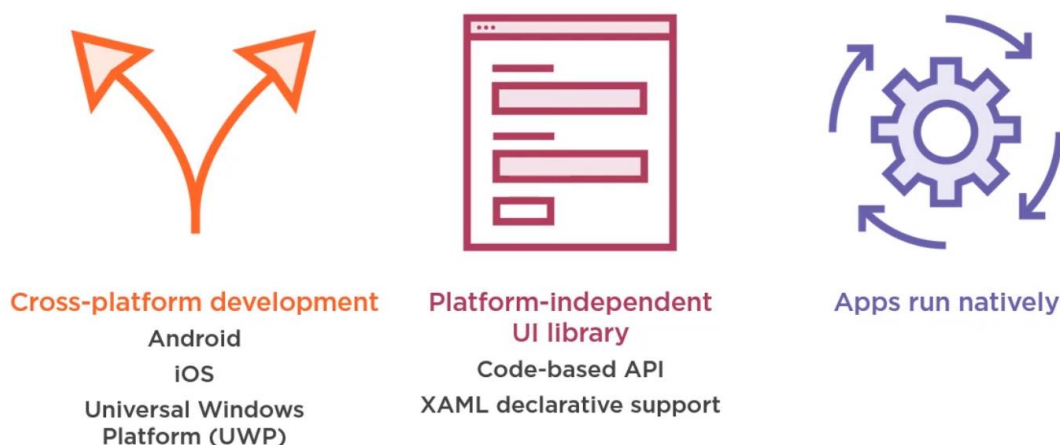 Cross-platform development
Android
iOS
Universal Windows
Platform (UWP)
Platform-independent
UI library
Code-based API
XAML declarative support
Apps run natively